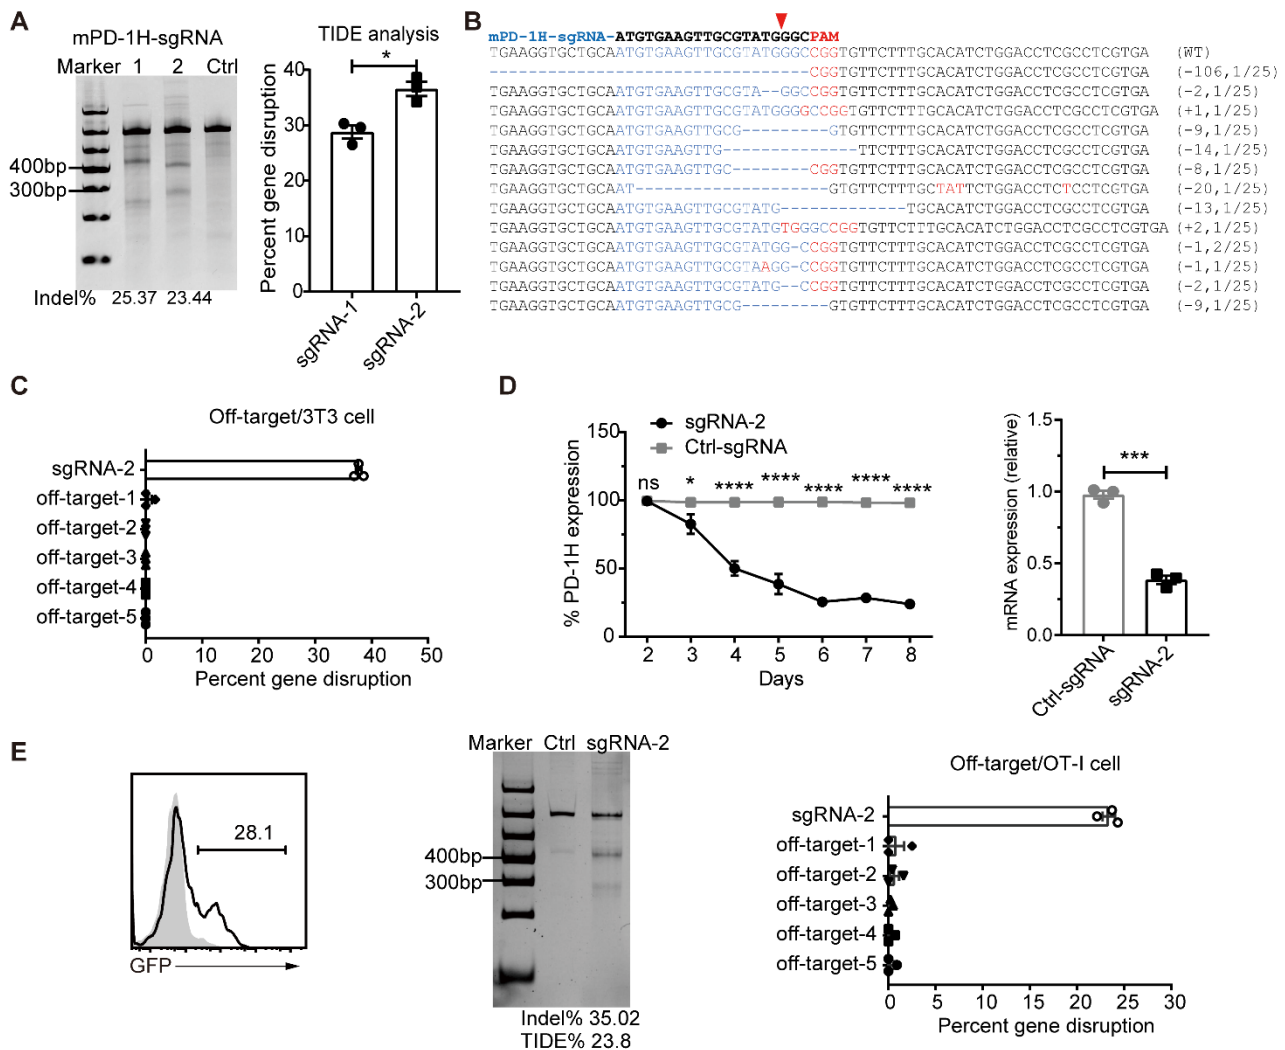 A
mPD-1H-sgRNA
Marker 1 2 Ctrl
400bp
300bp
Indel% 25.37 23.44
TIDE analysis
*
Percent gene disruption
40
30
20
10
0
sgRNA-1
sgRNA-2
B
mPD-1H-sgRNA-ATGTGAAGTTGCGTATGGGCPAM
TGAAGGTGCTGCAATGTGAAGTTGCGTATGGGCCGGTGTTCTTTGCACATCTGGACCTCGCCTCGTGA (WT)
---------------------------------CGGTGTTCTTTGCACATCTGGACCTCGCCTCGTGA (-106,1/25)
TGAAGGTGCTGCAATGTGAAGTTGCGTA--GGCCGGTGTTCTTTGCACATCTGGACCTCGCCTCGTGA (-2,1/25)
TGAAGGTGCTGCAATGTGAAGTTGCGTATGGGGCCGGTGTTCTTTGCACATCTGGACCTCGCCTCGTGA (+1,1/25)
TGAAGGTGCTGCAATGTGAAGTTGCG---------GTGTTCTTTGCACATCTGGACCTCGCCTCGTGA (-9,1/25)
TGAAGGTGCTGCAATGTGAAGTTG--------------TTCTTTGCACATCTGGACCTCGCCTCGTGA (-14,1/25)
TGAAGGTGCTGCAATGTGAAGTTGC--------CGGTGTTCTTTGCACATCTGGACCTCGCCTCGTGA (-8,1/25)
TGAAGGTGCTGCAAT--------------------GTGTTCTTTGCTATTCTGGACCTCTCCTCGTGA (-20,1/25)
TGAAGGTGCTGCAATGTGAAGTTGCGTATG-------------TGCACATCTGGACCTCGCCTCGTGA (-13,1/25)
TGAAGGTGCTGCAATGTGAAGTTGCGTATGTGGGCCGGTGTTCTTTGCACATCTGGACCTCGCCTCGTGA (+2,1/25)
TGAAGGTGCTGCAATGTGAAGTTGCGTATGG-CCGGTGTTCTTTGCACATCTGGACCTCGCCTCGTGA (-1,2/25)
TGAAGGTGCTGCAATGTGAAGTTGCGTAAGG-CCGGTGTTCTTTGCACATCTGGACCTCGCCTCGTGA (-1,1/25)
TGAAGGTGCTGCAATGTGAAGTTGCGTATG--CCGGTGTTCTTTGCACATCTGGACCTCGCCTCGTGA (-2,1/25)
TGAAGGTGCTGCAATGTGAAGTTGCG---------GTGTTCTTTGCACATCTGGACCTCGCCTCGTGA (-9,1/25)
C
Off-target/3T3 cell
sgRNA-2
off-target-1
off-target-2
off-target-3
off-target-4
off-target-5
0 10 20 30 40 50
Percent gene disruption
D
sgRNA-2
Ctrl-sgRNA
ns * **** **** **** **** ****
% PD-1H expression
150
100
50
0
2 3 4 5 6 7 8
Days
***
mRNA expression (relative)
1.5
1.0
0.5
0.0
Ctrl-sgRNA
sgRNA-2
E
28.1
GFP
Marker Ctrl sgRNA-2
400bp
300bp
Indel% 35.02
TIDE% 23.8
Off-target/OT-I cell
sgRNA-2
off-target-1
off-target-2
off-target-3
off-target-4
off-target-5
0 5 10 15 20 25 30
Percent gene disruption